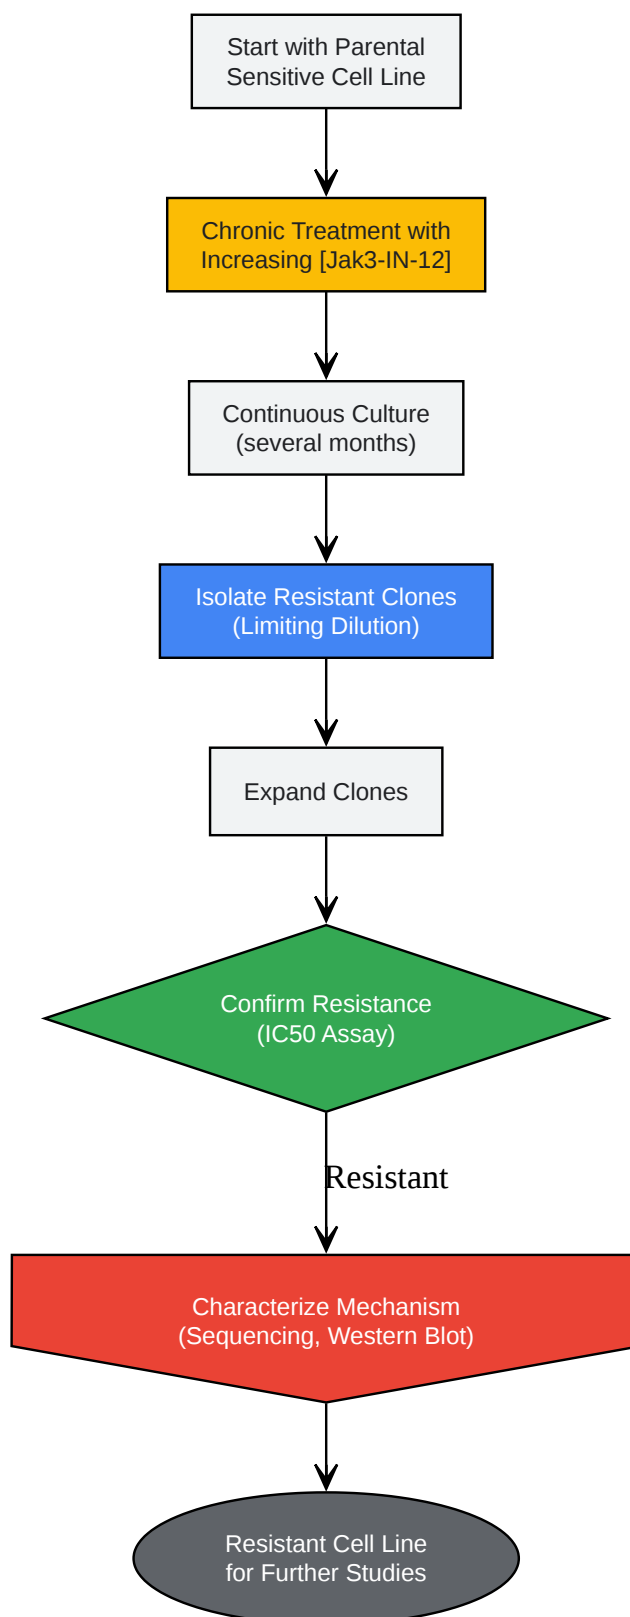 Start with Parental
Sensitive Cell Line
Chronic Treatment with
Increasing [Jak3-IN-12]
Continuous Culture
(several months)
Isolate Resistant Clones
(Limiting Dilution)
Expand Clones
Confirm Resistance
(IC50 Assay)
Resistant
Characterize Mechanism
(Sequencing, Western Blot)
Resistant Cell Line
for Further Studies